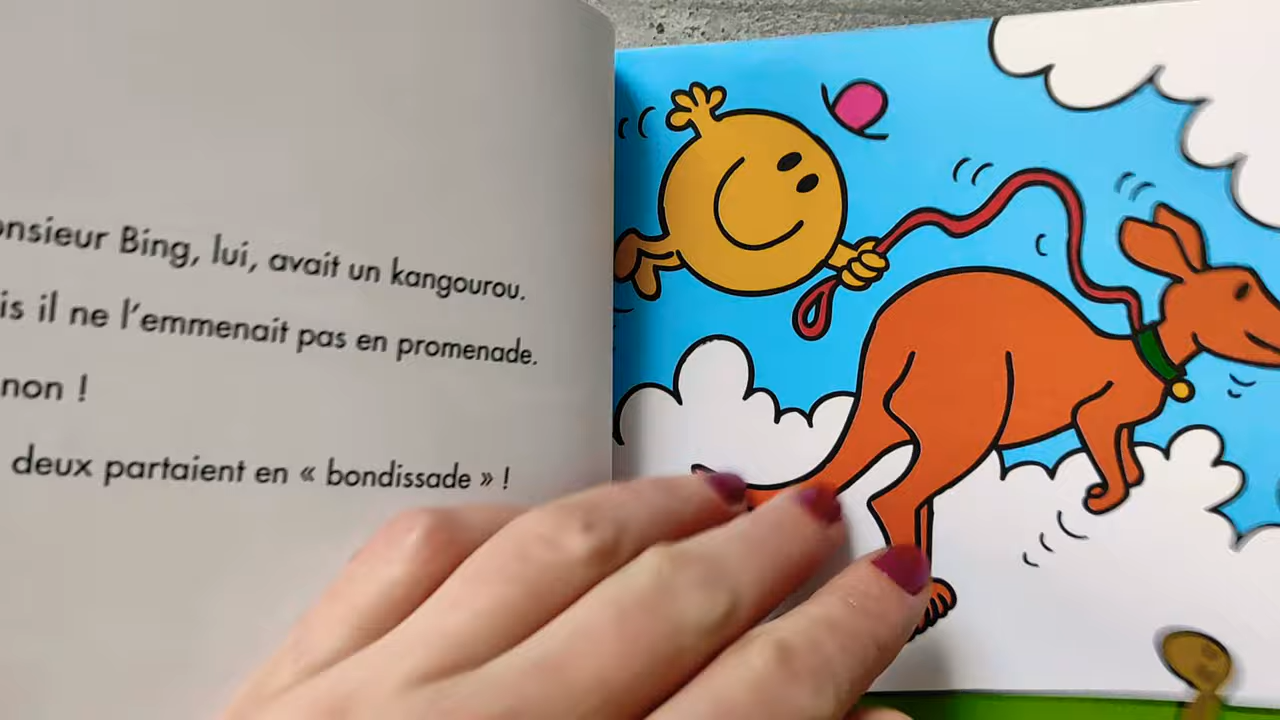 onsieur Bing, lui, avait un kangourou.
is il ne l'emmenait pas en promenade.
non !
deux partaient en « bondissade » !